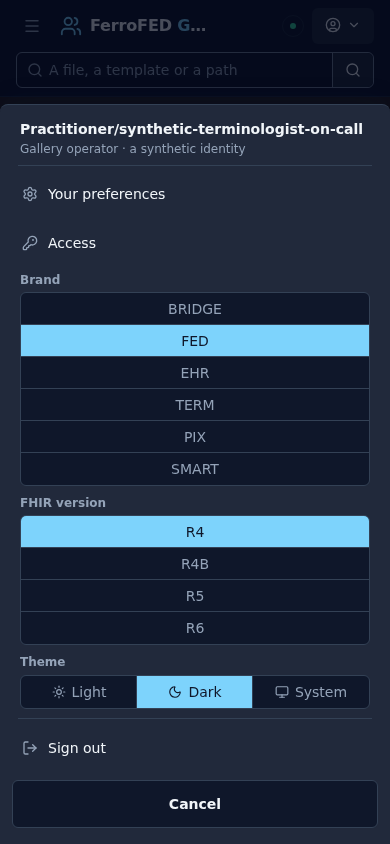 FerroFED G…
A file, a template or a path
Practitioner/synthetic-terminologist-on-call
Gallery operator · a synthetic identity
Your preferences
Access
Brand
BRIDGE
FED
EHR
TERM
PIX
SMART
FHIR version
R4
R4B
R5
R6
Theme
Light Dark System
Sign out
Cancel